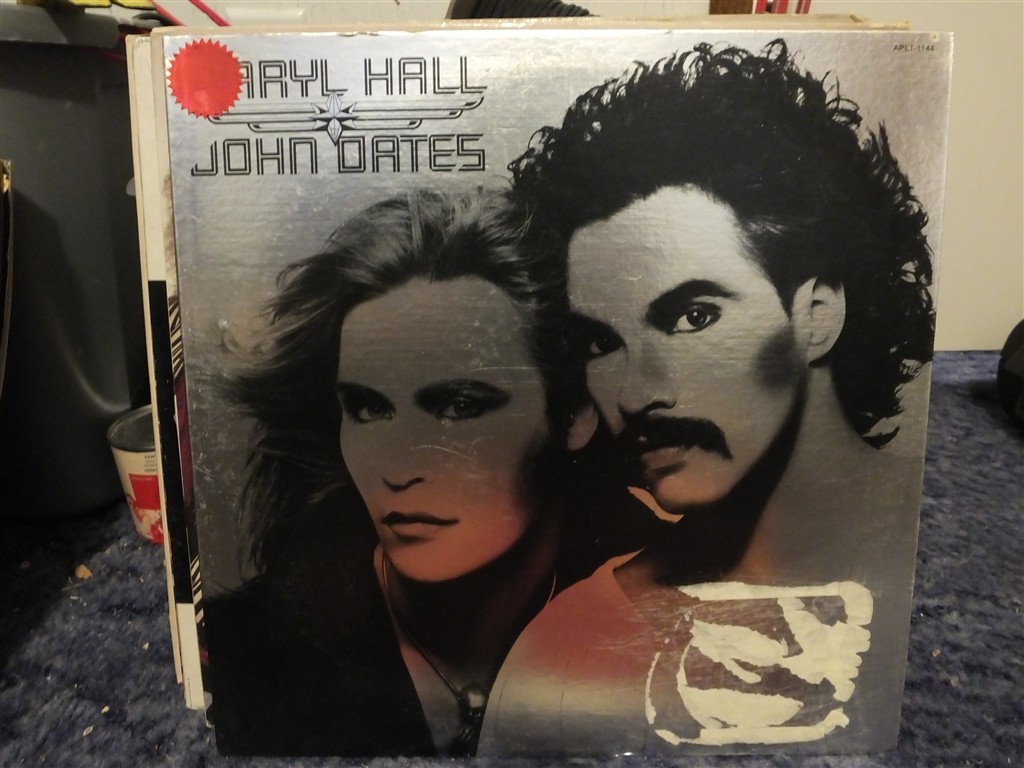 ARYL HALL
JOHN OATES
APL1-1144